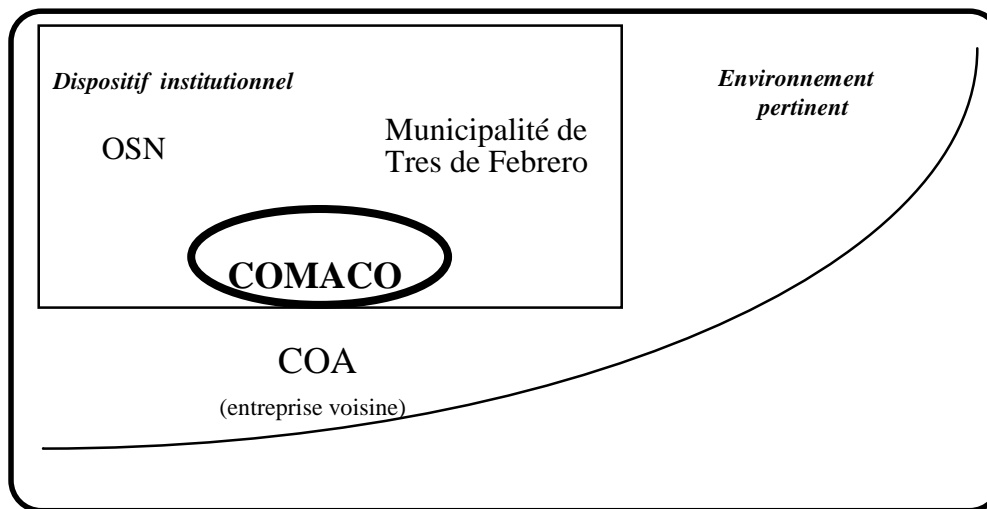 Dispositif institutionnel
Environnement
pertinent
OSN
Municipalité de
Tres de Febrero
COMACO
COA
(entreprise voisine)